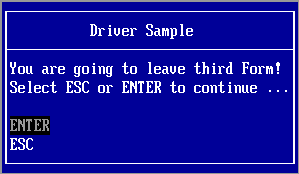 Driver Sample
You are going to leave third Form!
Select ESC or ENTER to continue ...
ENTER
ESC